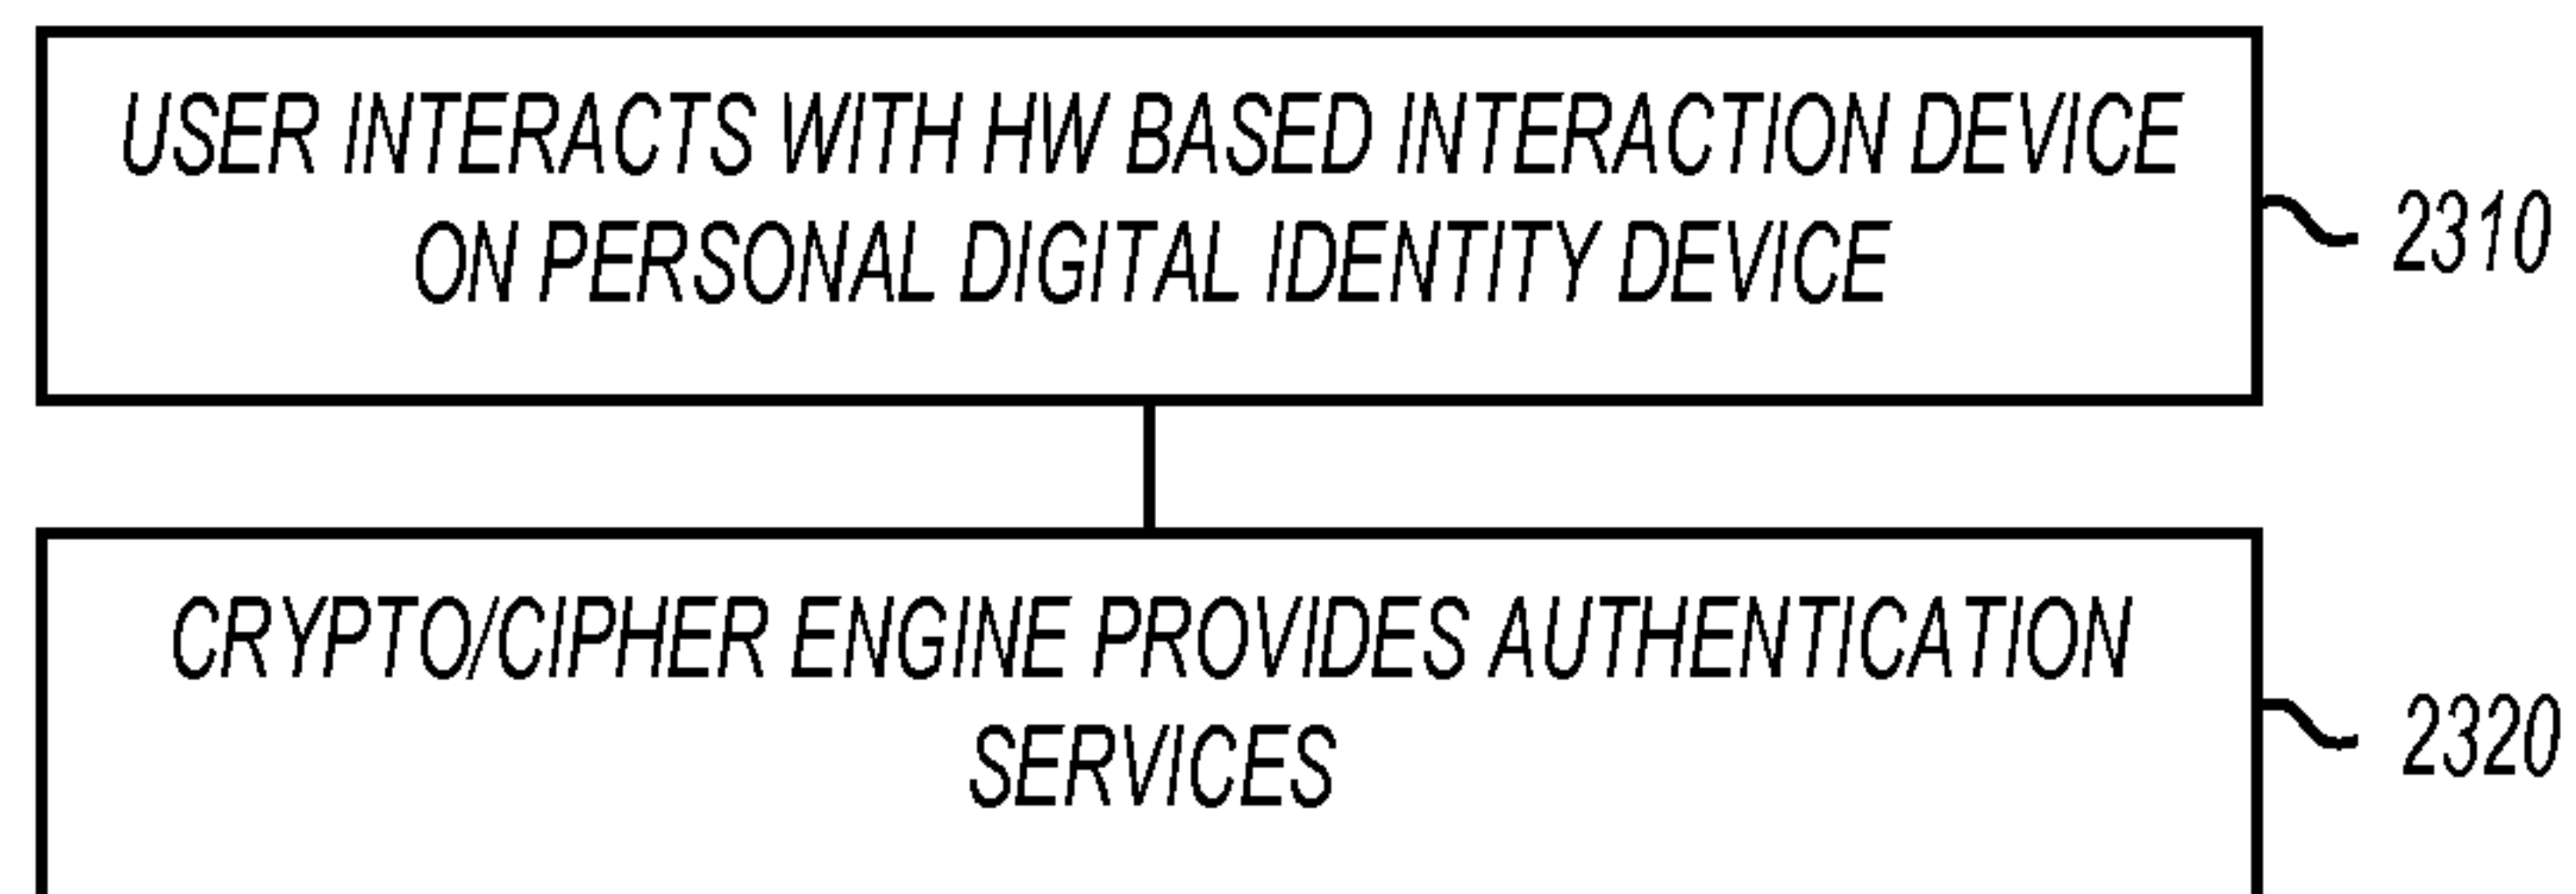 USER INTERACTS WITH HW BASED INTERACTION DEVICE
ON PERSONAL DIGITAL IDENTITY DEVICE
2310
CRYPTO/CIPHER ENGINE PROVIDES AUTHENTICATION
SERVICES
2320